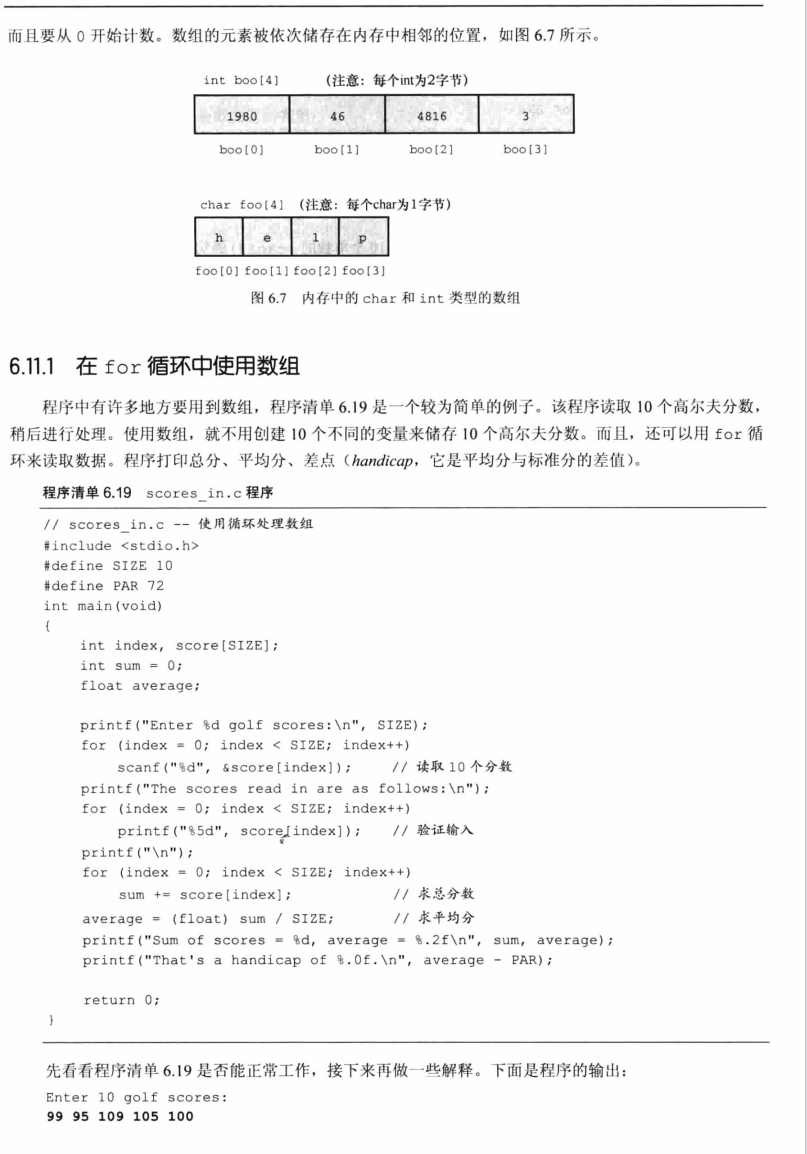 而且要从 0 开始计数。数组的元素被依次储存在内存中相邻的位置，如图 6.7 所示。
int boo[4] (注意：每个int为2字节)
1980 46 4816 3
boo[0] boo[1] boo[2] boo[3]
char foo[4] (注意：每个char为1字节)
h e l p
foo[0] foo[1] foo[2] foo[3]
图 6.7 内存中的 char 和 int 类型的数组
6.11.1 在 for 循环中使用数组
程序中有许多地方要用到数组，程序清单 6.19 是一个较为简单的例子。该程序读取 10 个高尔夫分数，
稍后进行处理。使用数组，就不用创建 10 个不同的变量来储存 10 个高尔夫分数。而且，还可以用 for 循
环来读取数据。程序打印总分、平均分、差点（handicap，它是平均分与标准分的差值）。
程序清单 6.19 scores_in.c 程序
// scores_in.c -- 使用循环处理数组
#include <stdio.h>
#define SIZE 10
#define PAR 72
int main(void)
{
int index, score[SIZE];
int sum = 0;
float average;
printf("Enter %d golf scores:\n", SIZE);
for (index = 0; index < SIZE; index++)
scanf("%d", &score[index]); // 读取 10 个分数
printf("The scores read in are as follows:\n");
for (index = 0; index < SIZE; index++)
printf("%5d", score[index]); // 验证输入
printf("\n");
for (index = 0; index < SIZE; index++)
sum += score[index]; // 求总分数
average = (float) sum / SIZE; // 求平均分
printf("Sum of scores = %d, average = %.2f\n", sum, average);
printf("That's a handicap of %.0f.\n", average - PAR);
return 0;
}
先看看程序清单 6.19 是否能正常工作，接下来再做一些解释。下面是程序的输出：
Enter 10 golf scores:
99 95 109 105 100